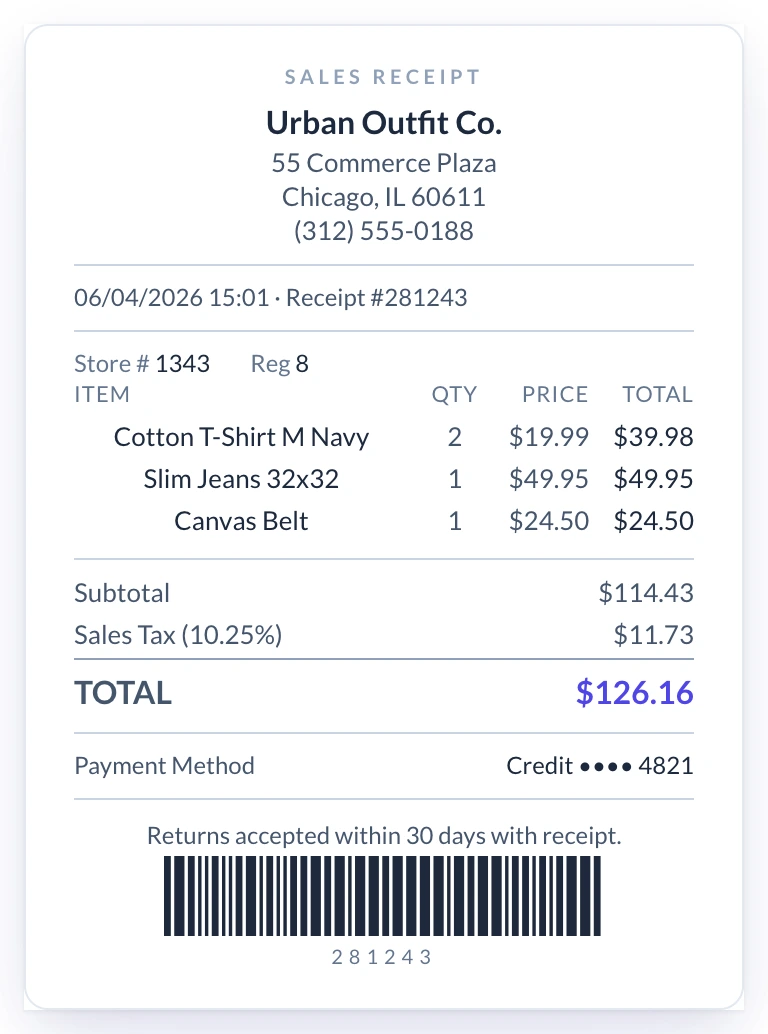 SALES RECEIPT
Urban Outfit Co.
55 Commerce Plaza
Chicago, IL 60611
(312) 555-0188
06/04/2026 15:01 · Receipt #281243
Store # 1343 Reg 8
ITEM QTY PRICE TOTAL
Cotton T-Shirt M Navy 2 $19.99 $39.98
Slim Jeans 32x32 1 $49.95 $49.95
Canvas Belt 1 $24.50 $24.50
Subtotal $114.43
Sales Tax (10.25%) $11.73
TOTAL $126.16
Payment Method Credit •••• 4821
Returns accepted within 30 days with receipt.
281243